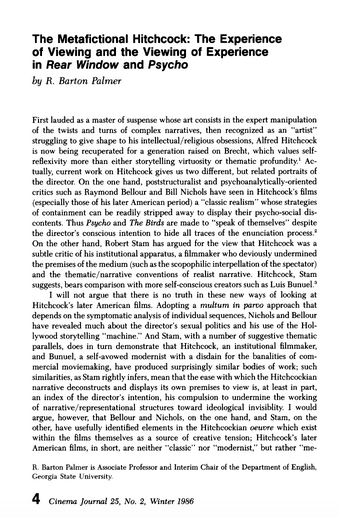 The Metafictional Hitchcock: The Experience
of Viewing and the Viewing of Experience
in Rear Window and Psycho
by R. Barton Palmer
First lauded as a master of suspense whose art consists in the expert manipulation
of the twists and turns of complex narratives, then recognized as an "artist"
struggling to give shape to his intellectual/religious obsessions, Alfred Hitchcock
is now being recuperated for a generation raised on Brecht, which values self-
reflexivity more than either storytelling virtuosity or thematic profundity.¹ Ac-
tually, current work on Hitchcock gives us two different, but related portraits of
the director. On the one hand, poststructuralist and psychoanalytically-oriented
critics such as Raymond Bellour and Bill Nichols have seen in Hitchcock's films
(especially those of his later American period) a "classic realism" whose strategies
of containment can be readily stripped away to display their psycho-social dis-
contents. Thus Psycho and The Birds are made to "speak of themselves" despite
the director's conscious intention to hide all traces of the enunciation process.²
On the other hand, Robert Stam has argued for the view that Hitchcock was a
subtle critic of his institutional apparatus, a filmmaker who deviously undermined
the premises of the medium (such as the scopophilic interpellation of the spectator)
and the thematic/narrative conventions of realist narrative. Hitchcock, Stam
suggests, bears comparison with more self-conscious creators such as Luis Bunuel.³
I will not argue that there is no truth in these new ways of looking at
Hitchcock's later American films. Adopting a multum in parvo approach that
depends on the symptomatic analysis of individual sequences, Nichols and Bellour
have revealed much about the director's sexual politics and his use of the Hol-
lywood storytelling "machine." And Stam, with a number of suggestive thematic
parallels, does in turn demonstrate that Hitchcock, an institutional filmmaker,
and Bunuel, a self-avowed modernist with a disdain for the banalities of com-
mercial moviemaking, have produced surprisingly similar bodies of work; such
similarities, as Stam rightly infers, mean that the ease with which the Hitchcockian
narrative deconstructs and displays its own premises to view is, at least in part,
an index of the director's intention, his compulsion to undermine the working
of narrative/representational structures toward ideological invisibility. I would
argue, however, that Bellour and Nichols, on the one hand, and Stam, on the
other, have usefully identified elements in the Hitchcockian oeuvre which exist
within the films themselves as a source of creative tension; Hitchcock's later
American films, in short, are neither "classic" nor "modernist," but rather "me-
R. Barton Palmer is Associate Professor and Interim Chair of the Department of English,
Georgia State University.
4 Cinema Journal 25, No. 2, Winter 1986